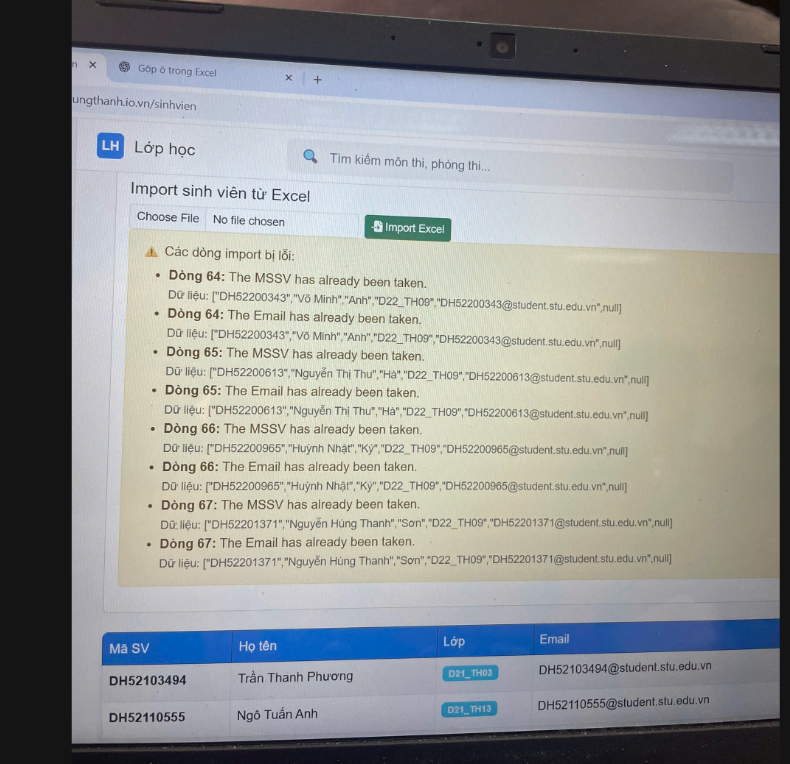 n ×
Góp ô trong Excel × +
ungthanh.io.vn/sinhvien
LH Lớp học
Tìm kiếm môn thi, phòng thi...
Import sinh viên từ Excel
Choose File No file chosen Import Excel
Các dòng import bị lỗi:
• Dòng 64: The MSSV has already been taken.
Dữ liệu: ["DH52200343","Võ Minh","Anh","D22_TH09","DH52200343@student.stu.edu.vn",null]
• Dòng 64: The Email has already been taken.
Dữ liệu: ["DH52200343","Võ Minh","Anh","D22_TH09","DH52200343@student.stu.edu.vn",null]
• Dòng 65: The MSSV has already been taken.
Dữ liệu: ["DH52200613","Nguyễn Thị Thu","Hà","D22_TH09","DH52200613@student.stu.edu.vn",null]
• Dòng 65: The Email has already been taken.
Dữ liệu: ["DH52200613","Nguyễn Thị Thu","Hà","D22_TH09","DH52200613@student.stu.edu.vn",null]
• Dòng 66: The MSSV has already been taken.
Dữ liệu: ["DH52200965","Huỳnh Nhật","Ký","D22_TH09","DH52200965@student.stu.edu.vn",null]
• Dòng 66: The Email has already been taken.
Dữ liệu: ["DH52200965","Huỳnh Nhật","Ký","D22_TH09","DH52200965@student.stu.edu.vn",null]
• Dòng 67: The MSSV has already been taken.
Dữ liệu: ["DH52201371","Nguyễn Hùng Thanh","Sơn","D22_TH09","DH52201371@student.stu.edu.vn",null]
• Dòng 67: The Email has already been taken.
Dữ liệu: ["DH52201371","Nguyễn Hùng Thanh","Sơn","D22_TH09","DH52201371@student.stu.edu.vn",null]
Mã SV Họ tên Lớp Email
DH52103494 Trần Thanh Phương D21_TH03 DH52103494@student.stu.edu.vn
DH52110555 Ngô Tuấn Anh D21_TH13 DH52110555@student.stu.edu.vn